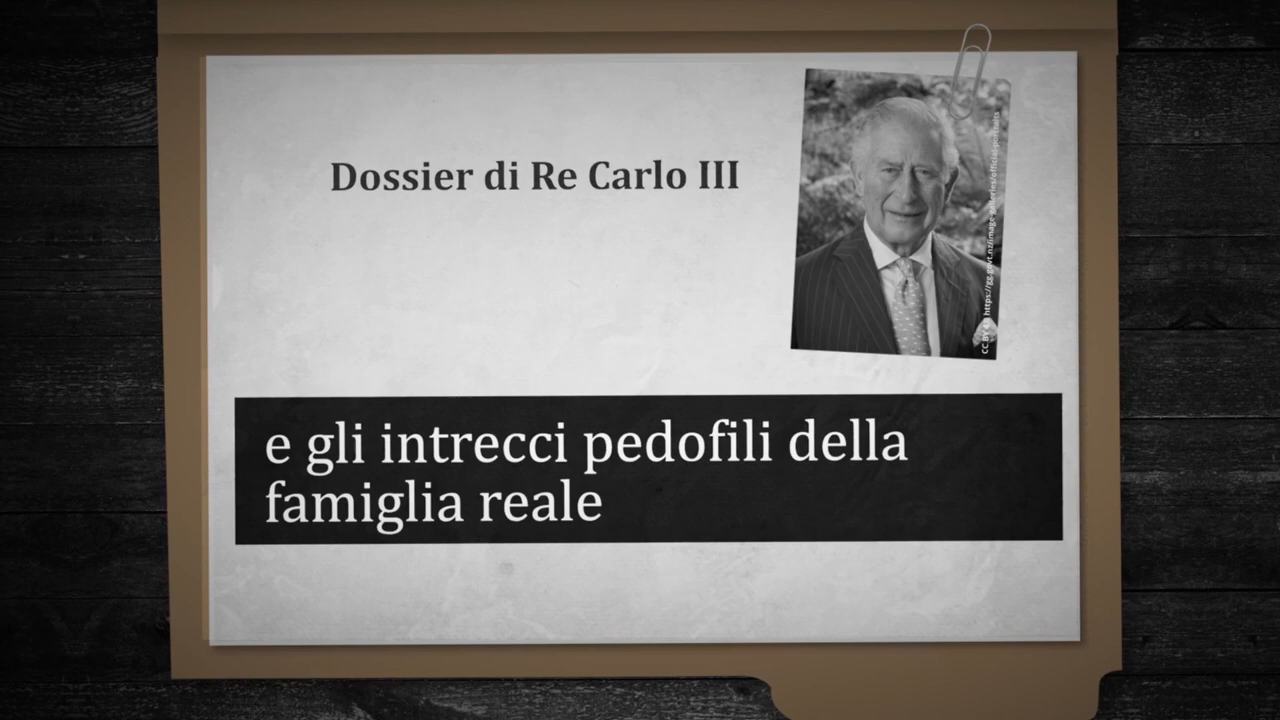 Dossier di Re Carlo III
e gli intrecci pedofili della
famiglia reale